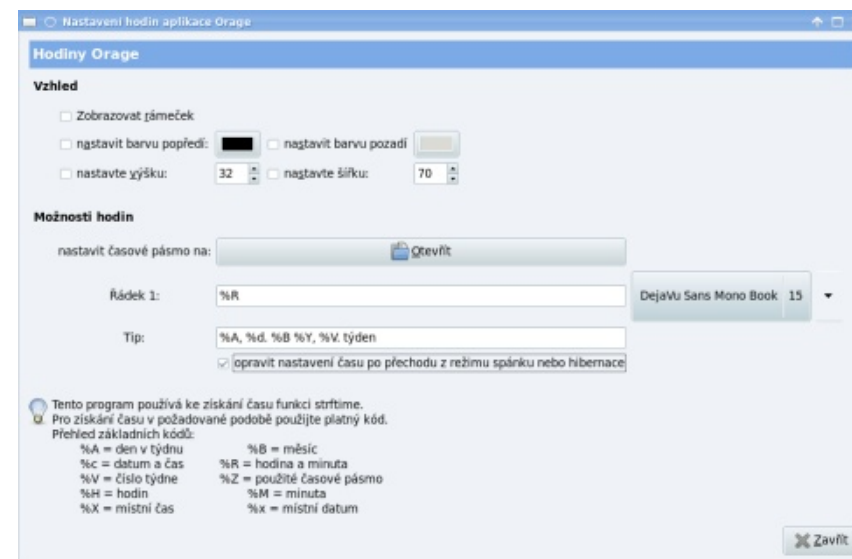 Nastavení hodin aplikace Orage
Hodiny Orage
Vzhled
Zobrazovat rámeček
nastavit barvu popředí: nastavit barvu pozadí
nastavte výšku: 32 nastavte šířku: 70
Možnosti hodin
nastavit časové pásmo na: Otevřít
Řádek 1: %R DejaVu Sans Mono Book 15
Tip: %A, %d. %B %Y, %V. týden
opravit nastavení času po přechodu z režimu spánku nebo hibernace
Tento program používá ke získání času funkci strftime.
Pro získání času v požadované podobě použijte platný kód.
Přehled základních kódů:
%A = den v týdnu %B = měsíc
%c = datum a čas %R = hodina a minuta
%V = číslo týdne %Z = použité časové pásmo
%H = hodin %M = minuta
%X = místní čas %x = místní datum
Zavřít